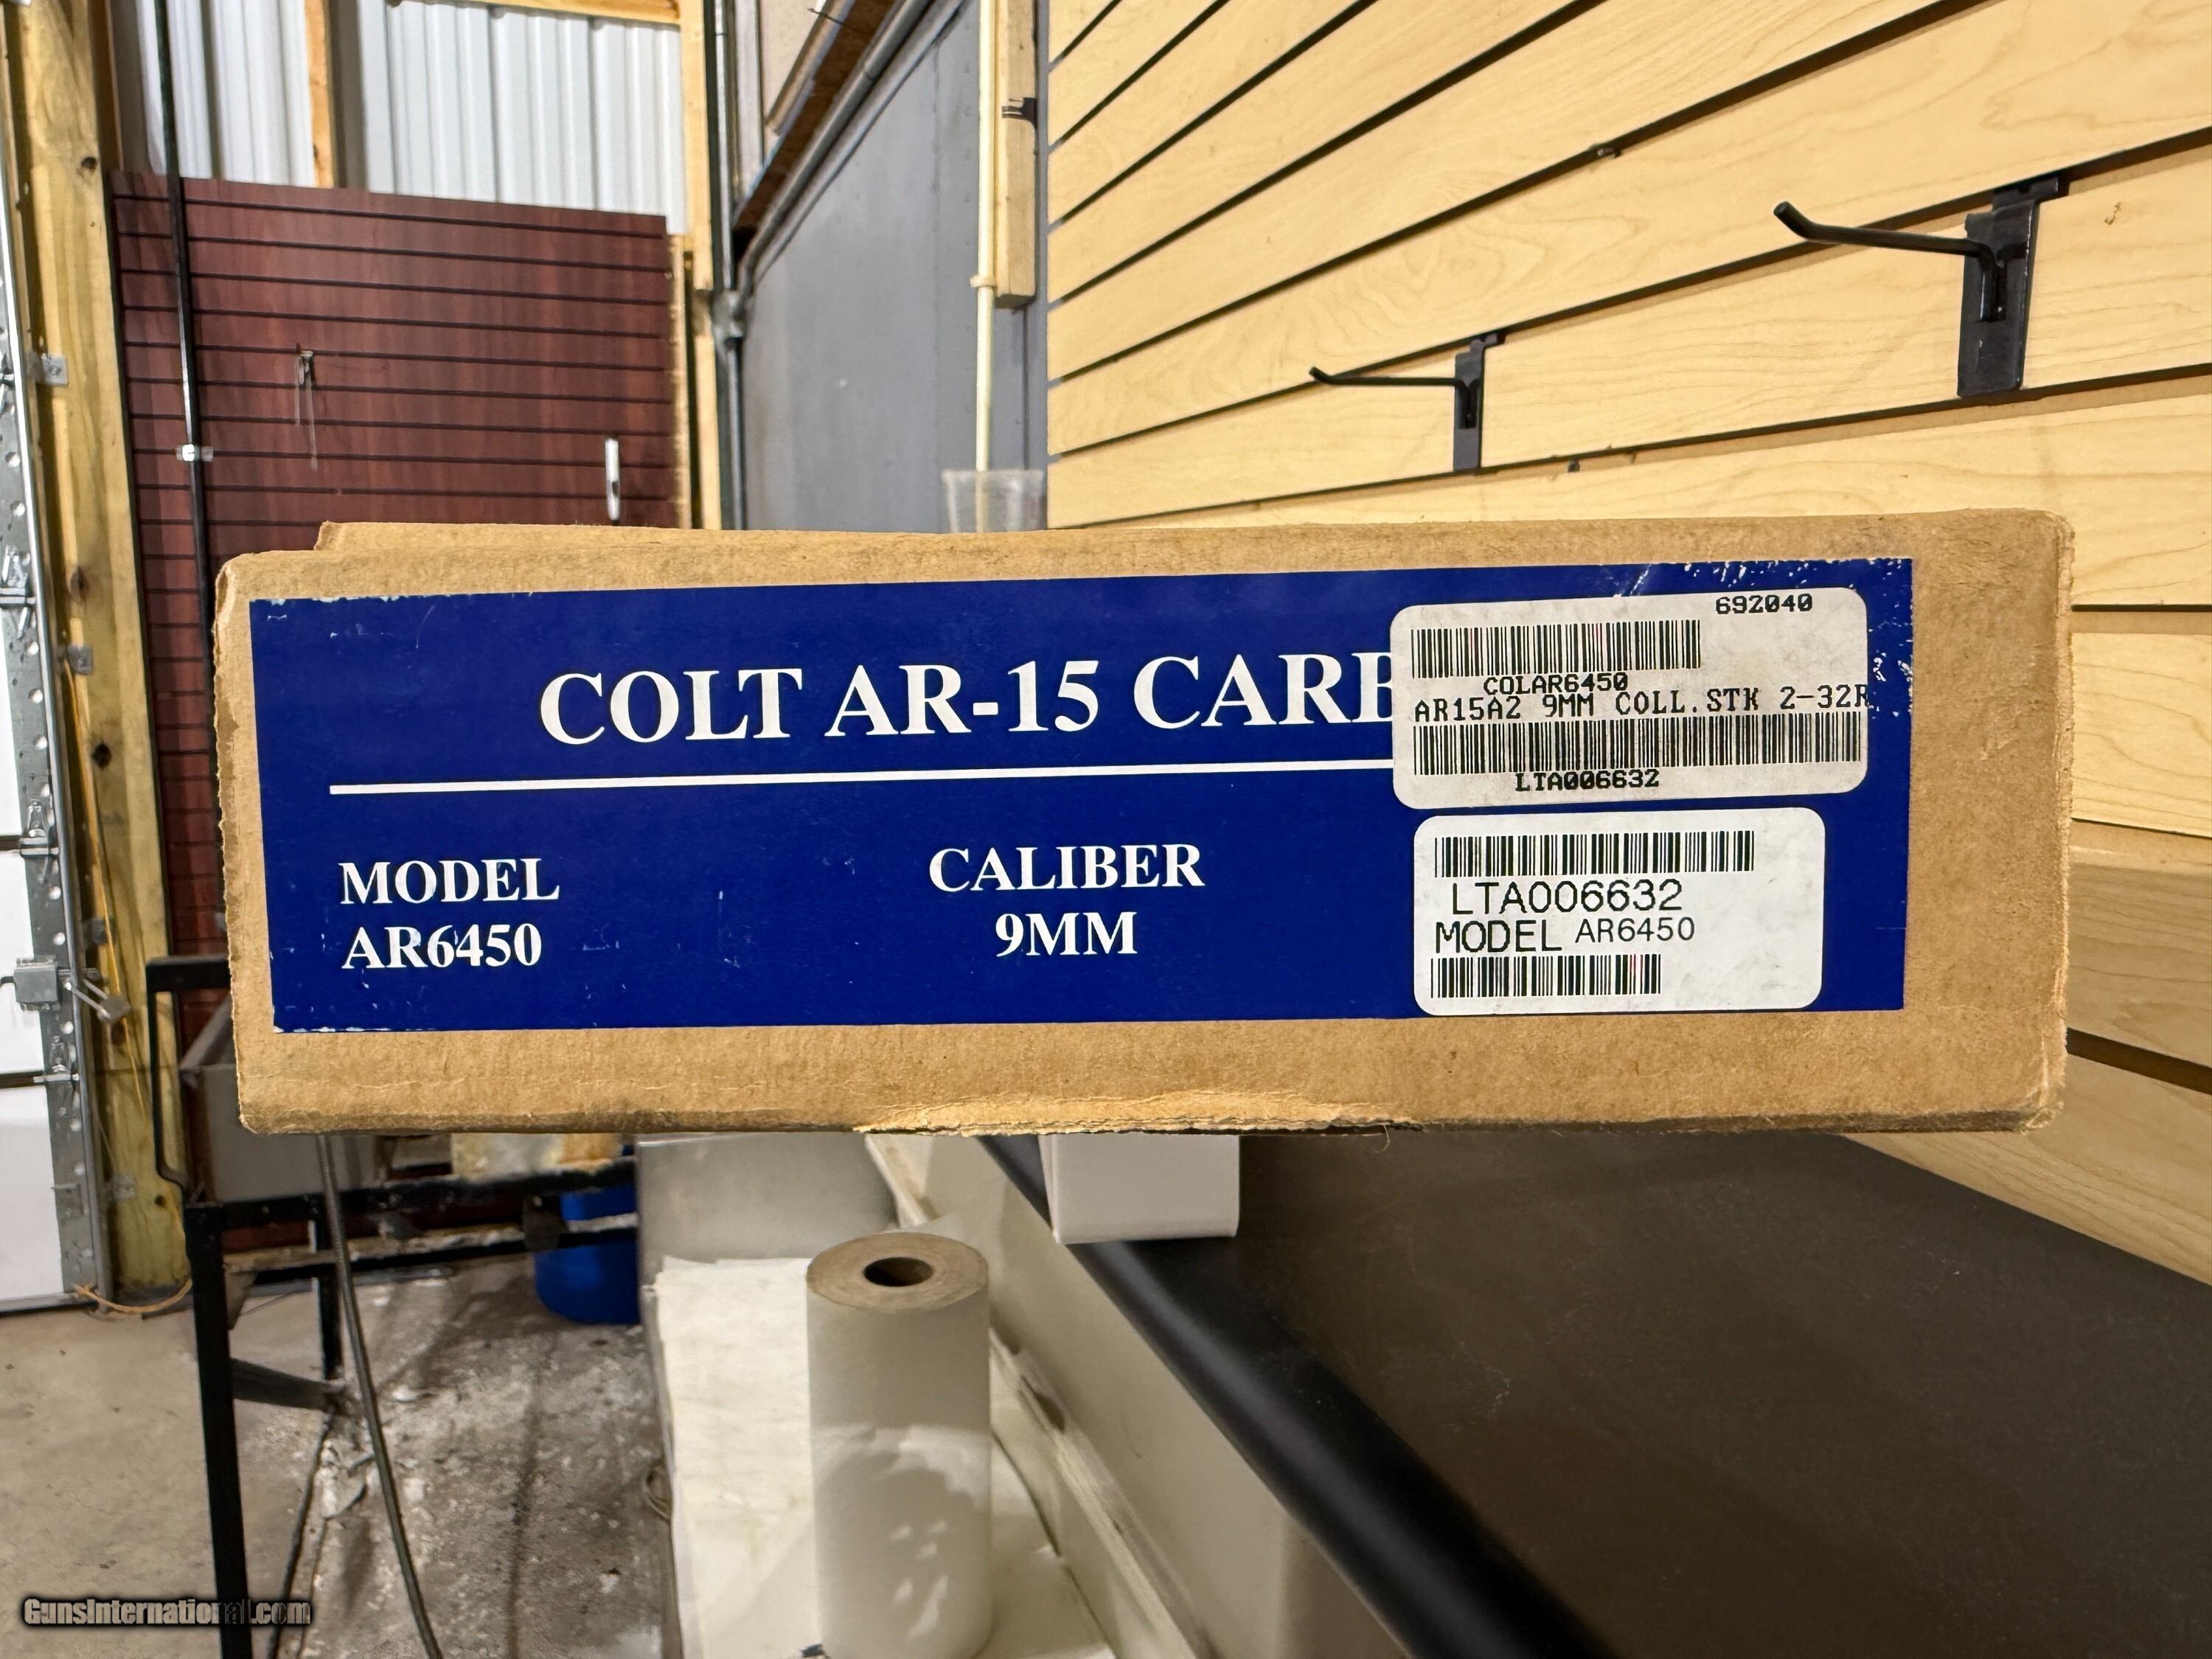 692040
COLT AR-15 CARB
COLAR6450
AR15A2 9MM COLL.STK 2-32R
LTA006632
MODEL
AR6450
CALIBER
9MM
LTA006632
MODEL AR6450
GunsInternational.com